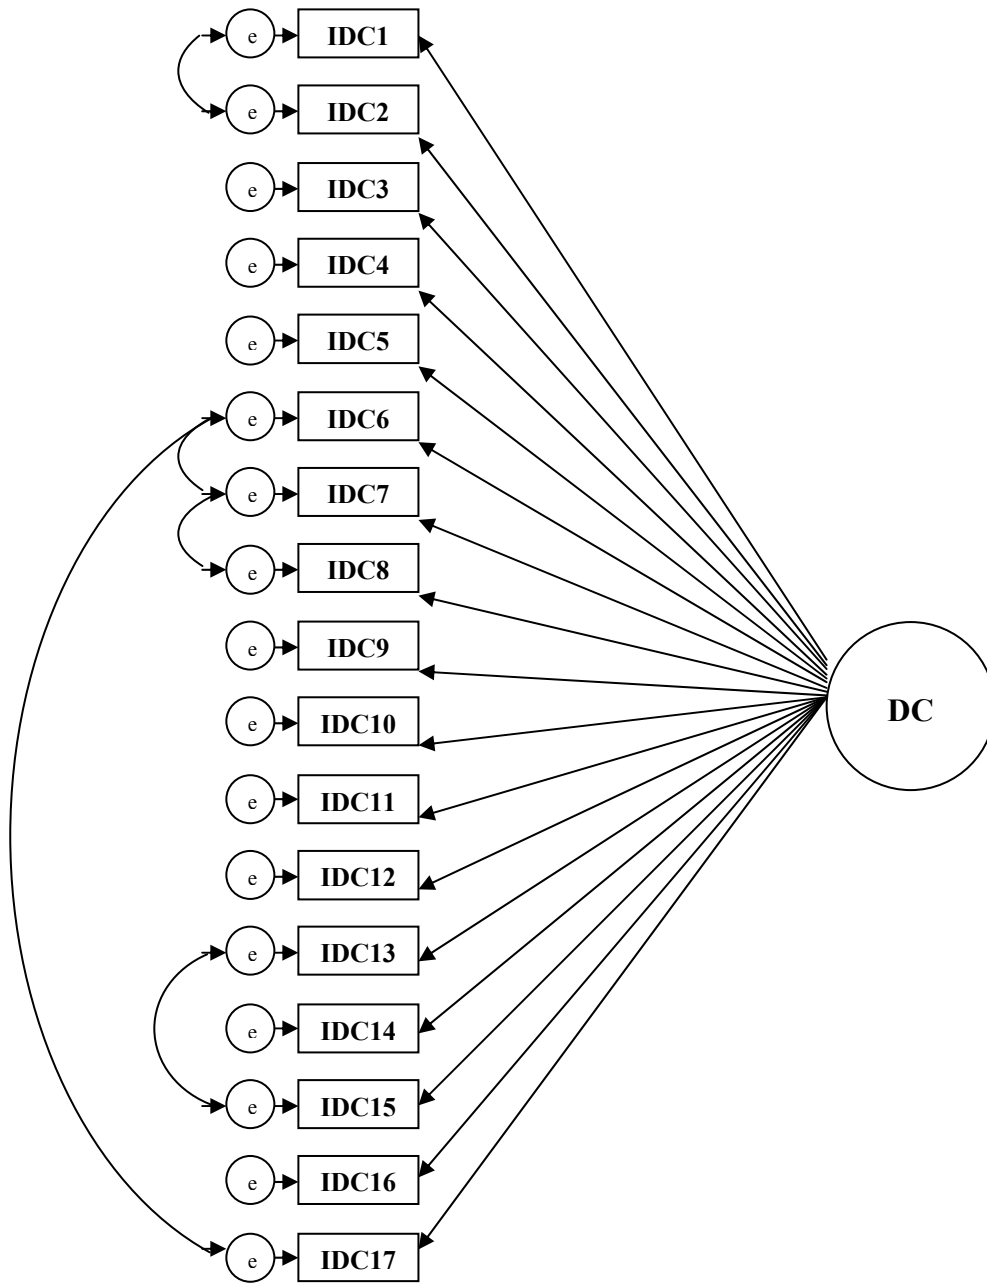 e IDC1
e IDC2
e IDC3
e IDC4
e IDC5
e IDC6
e IDC7
e IDC8
e IDC9
DC
e IDC10
e IDC11
e IDC12
e IDC13
e IDC14
e IDC15
e IDC16
e IDC17